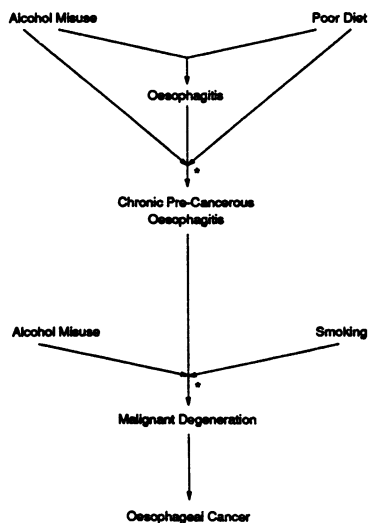 Alcohol Misuse
Poor Diet
Oesophagitis
*
Chronic Pre-Cancerous
Oesophagitis
Alcohol Misuse
Smoking
*
Malignant Degeneration
Oesophageal Cancer